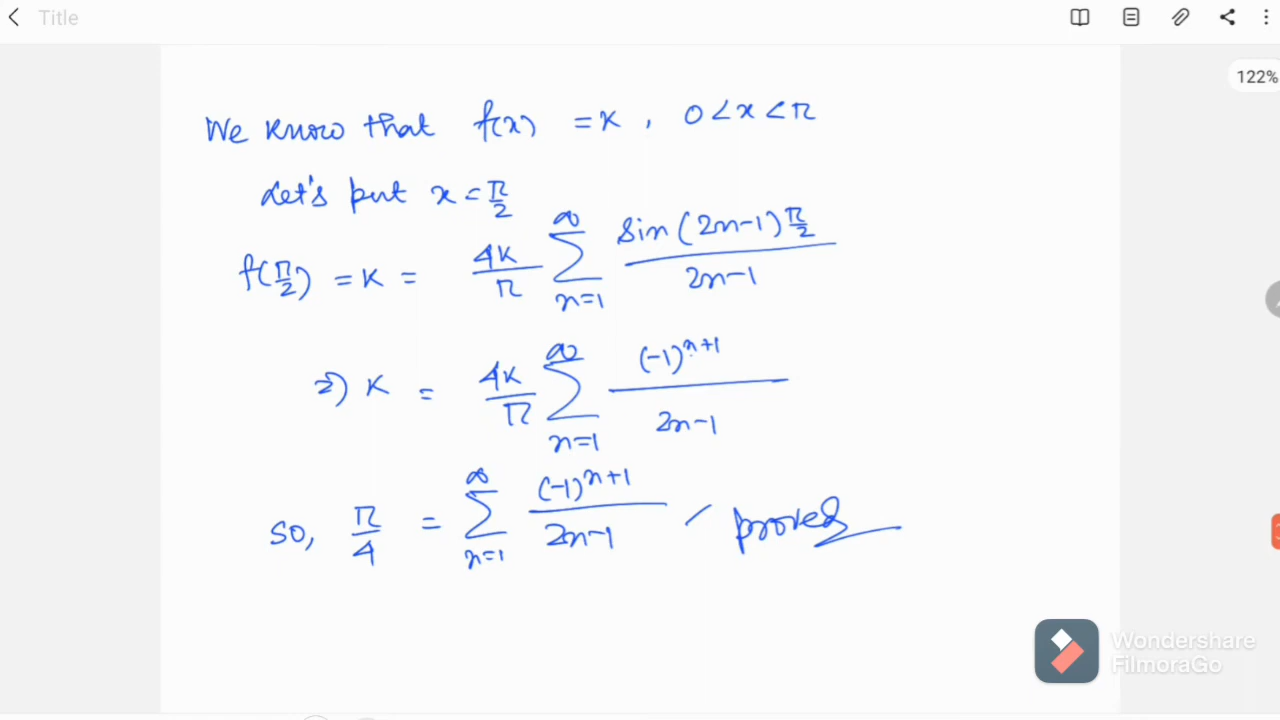 Title
122%
We know that f(x) = K , 0 < x < π
Let's put x = π/2
f(π/2) = K = 4K/π ∑_{n=1}^{∞} sin(2n-1)π/2 / 2n-1
⇒ K = 4K/π ∑_{n=1}^{∞} (-1)^{n+1} / 2n-1
So, π/4 = ∑_{n=1}^{∞} (-1)^{n+1} / 2n-1 proved
Wondershare
FilmoraGo